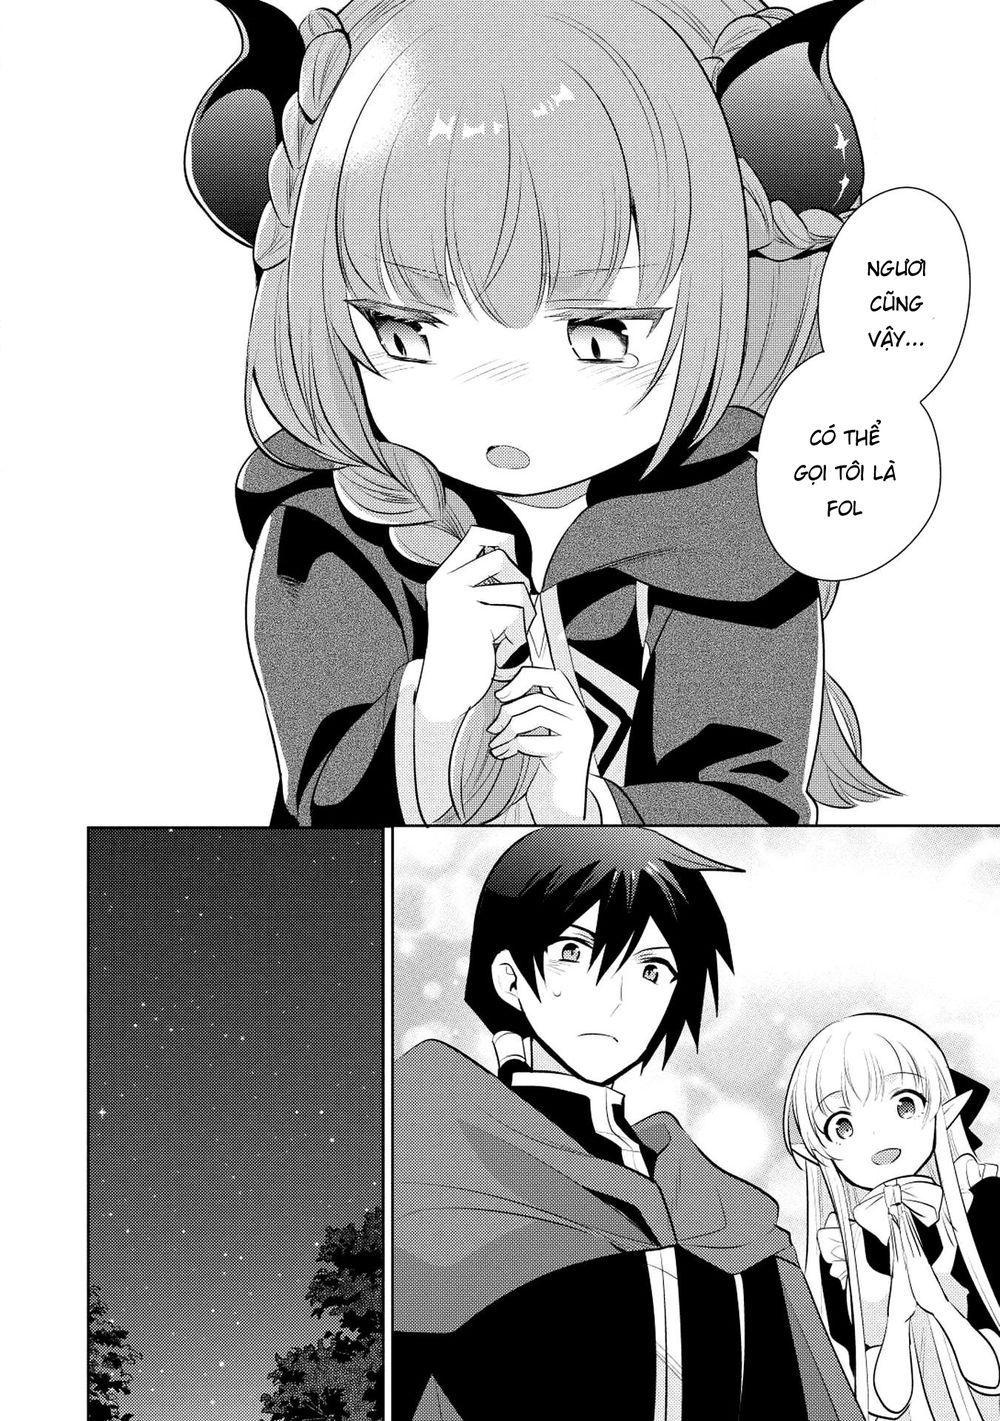 NGƯƠI
CŨNG
VẬY...
CÓ THỂ
GỌI TÔI LÀ
FOL